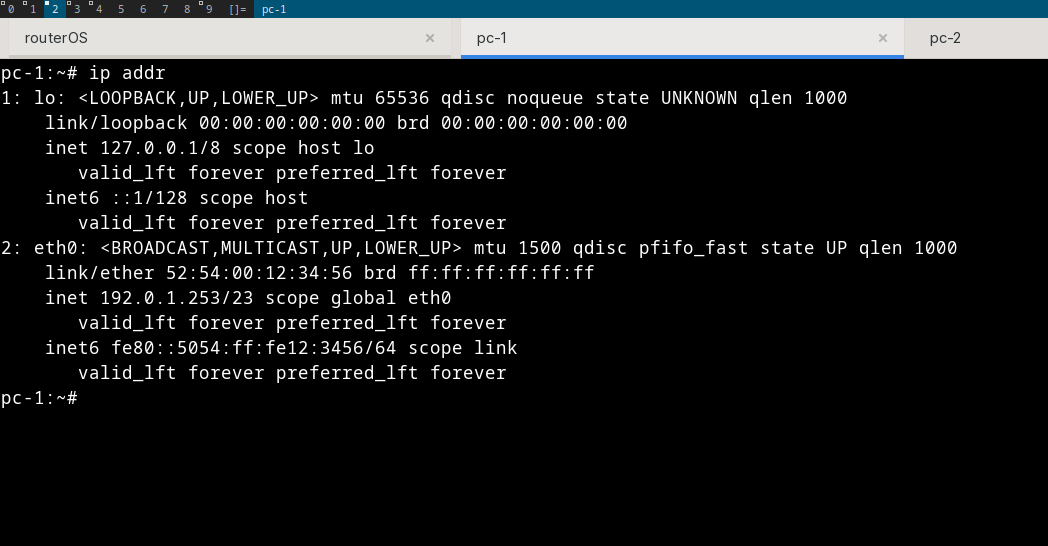 0 1 2 3 4 5 6 7 8 9 []= pc-1
routerOS × pc-1 × pc-2
pc-1:~# ip addr
1: lo: <LOOPBACK,UP,LOWER_UP> mtu 65536 qdisc noqueue state UNKNOWN qlen 1000
    link/loopback 00:00:00:00:00:00 brd 00:00:00:00:00:00
    inet 127.0.0.1/8 scope host lo
       valid_lft forever preferred_lft forever
    inet6 ::1/128 scope host
       valid_lft forever preferred_lft forever
2: eth0: <BROADCAST,MULTICAST,UP,LOWER_UP> mtu 1500 qdisc pfifo_fast state UP qlen 1000
    link/ether 52:54:00:12:34:56 brd ff:ff:ff:ff:ff:ff
    inet 192.0.1.253/23 scope global eth0
       valid_lft forever preferred_lft forever
    inet6 fe80::5054:ff:fe12:3456/64 scope link
       valid_lft forever preferred_lft forever
pc-1:~#